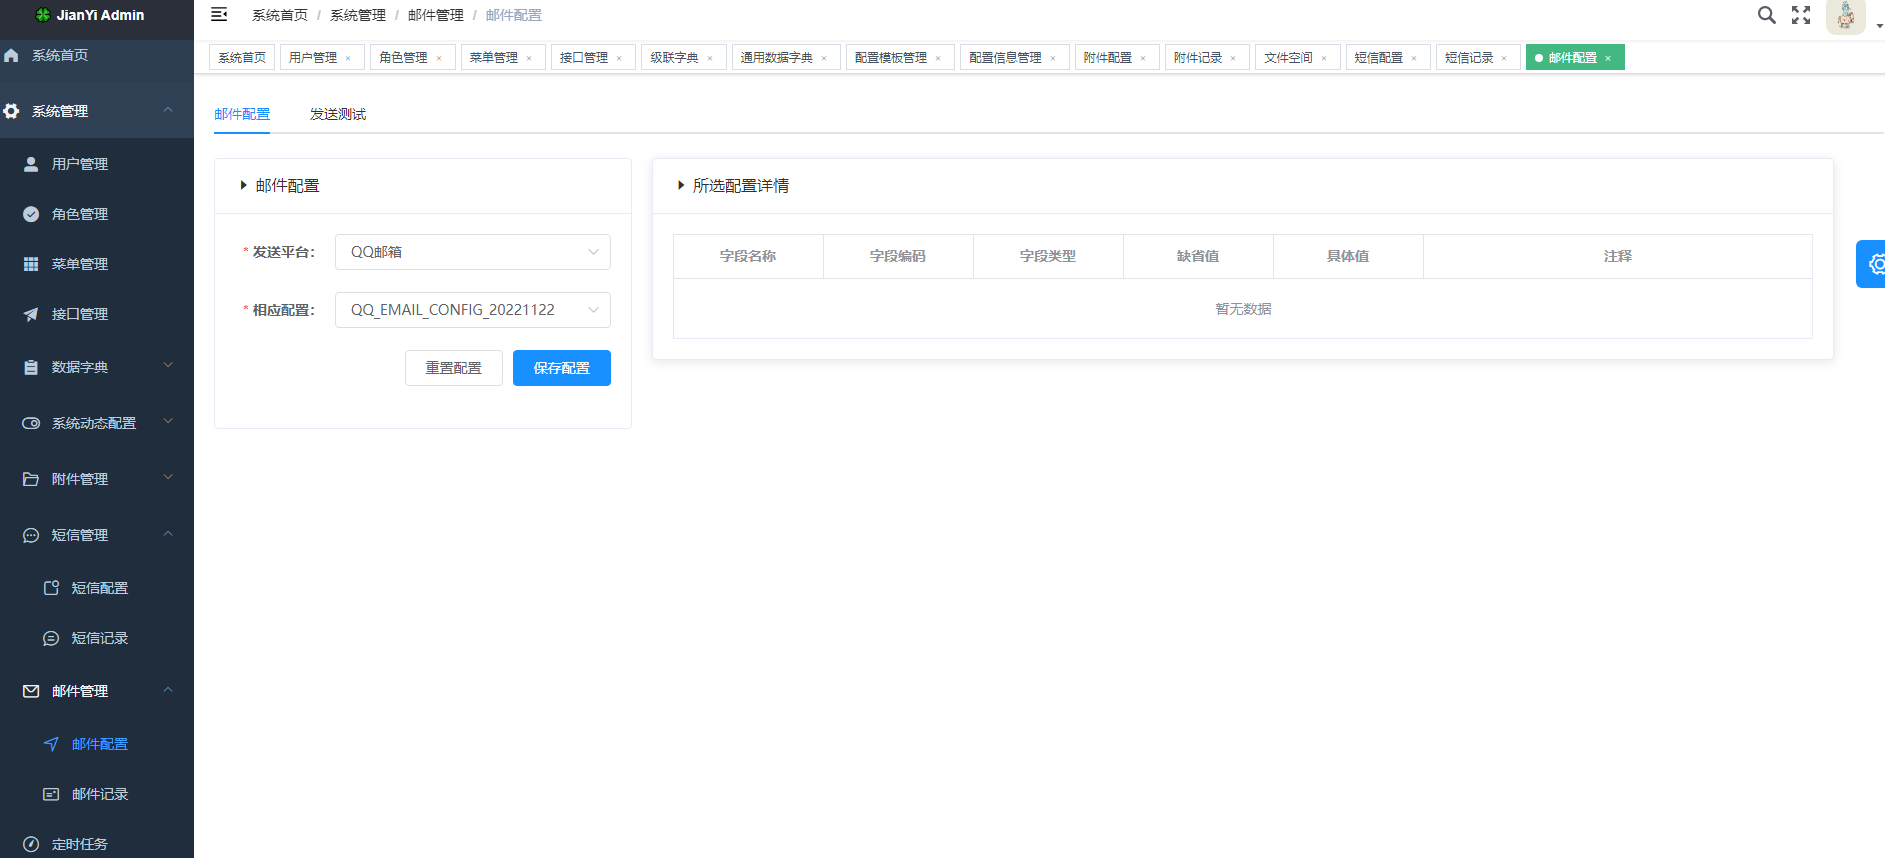 JianYi Admin
系统首页
系统管理
用户管理
角色管理
菜单管理
接口管理
数据字典
系统动态配置
附件管理
短信管理
短信配置
短信记录
邮件管理
邮件配置
邮件记录
定时任务
系统首页 / 系统管理 / 邮件管理 / 邮件配置
系统首页 用户管理 × 角色管理 × 菜单管理 × 接口管理 × 级联字典 × 通用数据字典 × 配置模板管理 × 配置信息管理 × 附件配置 × 附件记录 × 文件空间 × 短信配置 × 短信记录 × 邮件配置 ×
邮件配置 发送测试
邮件配置
* 发送平台: QQ邮箱
* 相应配置: QQ_EMAIL_CONFIG_20221122
重置配置 保存配置
所选配置详情
字段名称 字段编码 字段类型 缺省值 具体值 注释
暂无数据